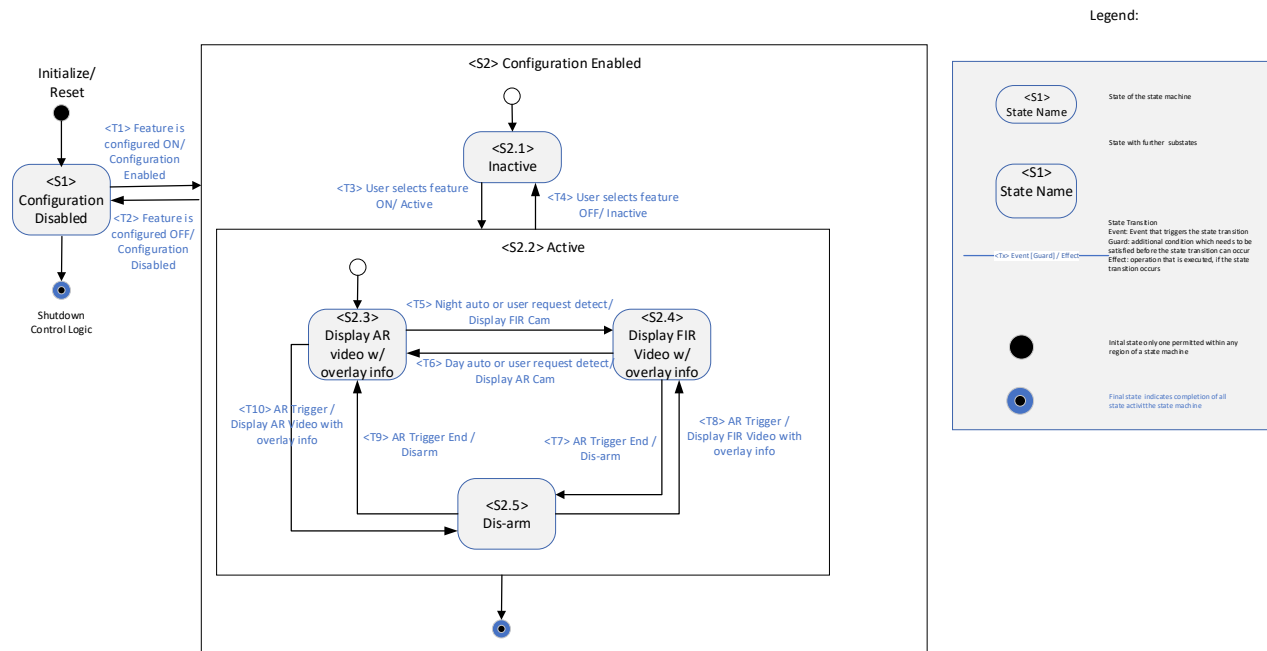 Legend:
<S2> Configuration Enabled
Initialize/
Reset
<T1> Feature is
configured ON/
Configuration
Enabled
<S1>
Configuration
Disabled
<T2> Feature is
configured OFF/
Configuration
Disabled
Shutdown
Control Logic
<S2.1>
Inactive
<T3> User selects feature
ON/ Active
<T4> User selects feature
OFF/ Inactive
<S2.2> Active
<S2.3>
Display AR
video w/
overlay info
<T5> Night auto or user request detect/
Display FIR Cam
<T6> Day auto or user request detect/
Display AR Cam
<S2.4>
Display FIR
Video w/
overlay info
<T10> AR Trigger /
Display AR Video with
overlay info
<T9> AR Trigger End /
Disarm
<T7> AR Trigger End /
Dis-arm
<T8> AR Trigger /
Display FIR Video with
overlay info
<S2.5>
Dis-arm
<S1>
State Name
State of the state machine
State with further substates
<S1>
State Name
State Transition
Event: Event that triggers the state transition
Guard: additional condition which needs to be
satisfied before the state transition can occur
Effect: operation that is executed, if the state
transition occurs
<Tx> Event [Guard] / Effect
Inital state only one permitted within any
region of a state machine
Final state indicates completion of all
state activitthe state machine